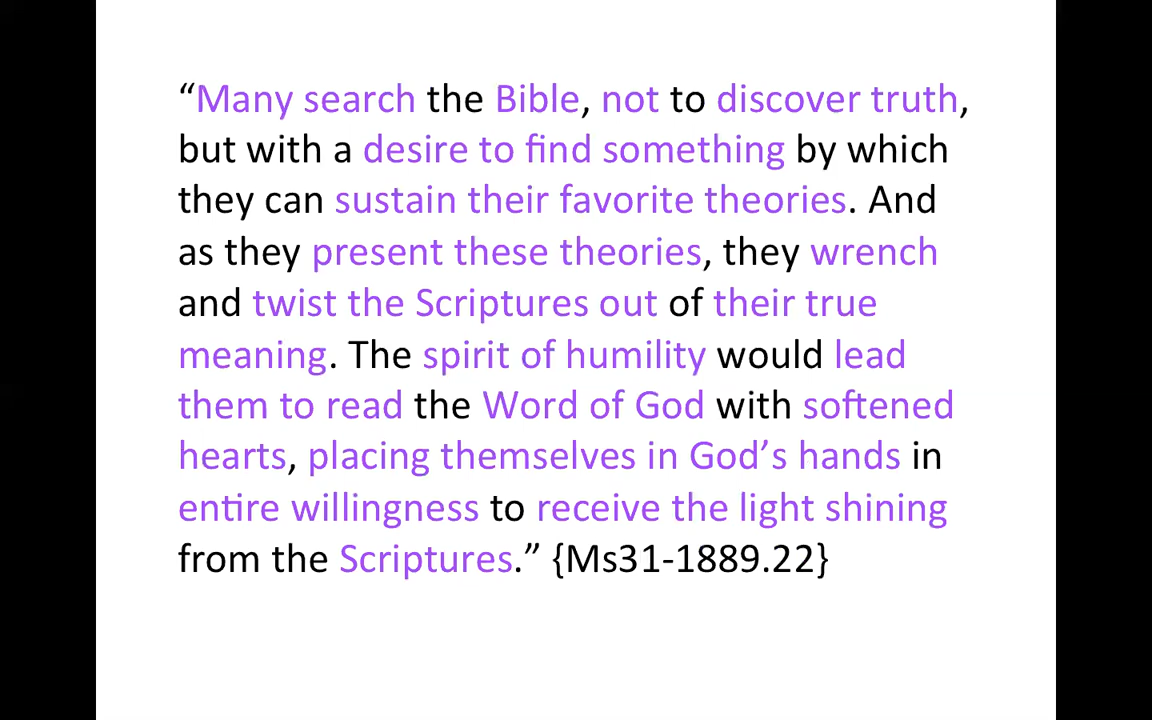 “Many search the Bible, not to discover truth,
but with a desire to find something by which
they can sustain their favorite theories. And
as they present these theories, they wrench
and twist the Scriptures out of their true
meaning. The spirit of humility would lead
them to read the Word of God with softened
hearts, placing themselves in God’s hands in
entire willingness to receive the light shining
from the Scriptures.” {Ms31-1889.22}